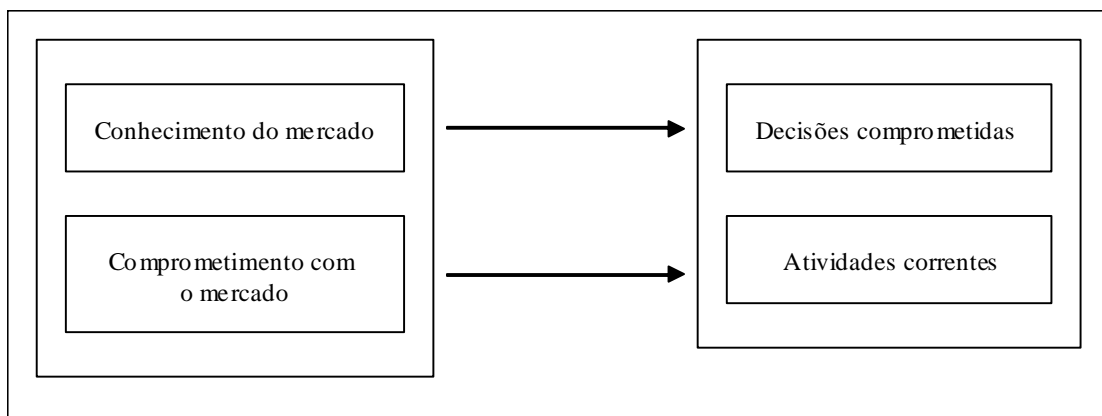 Conhecimento do mercado
Decisões comprometidas
Comprometimento com
o mercado
Atividades correntes